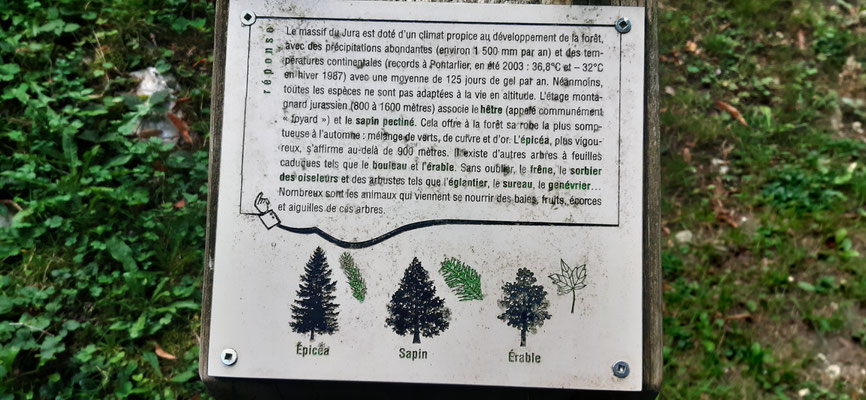 réponse
Le massif du Jura est doté d'un climat propice au développement de la forêt,
avec des précipitations abondantes (environ 1 500 mm par an) et des tem-
pératures continentales (records à Pontarlier, en été 2003 : 36,8°C et – 32°C
en hiver 1987) avec une moyenne de 125 jours de gel par an. Néanmoins,
toutes les espèces ne sont pas adaptées à la vie en altitude. L'étage monta-
gnard jurassien (800 à 1600 mètres) associe le hêtre (appelé communément
« foyard ») et le sapin pectiné. Cela offre à la forêt sa robe la plus somp-
tueuse à l'automne : mélange de verts, de cuivre et d'or. L'épicéa, plus vigou-
reux, s'affirme au-delà de 900 mètres. Il existe d'autres arbres à feuilles
caduques tels que le bouleau et l'érable. Sans oublier, le frêne, le sorbier
des oiseleurs et des arbustes tels que l'églantier, le sureau, le genévrier...
Nombreux sont les animaux qui viennent se nourrir des baies, fruits, écorces
et aiguilles de ces arbres.
Épicéa
Sapin
Érable